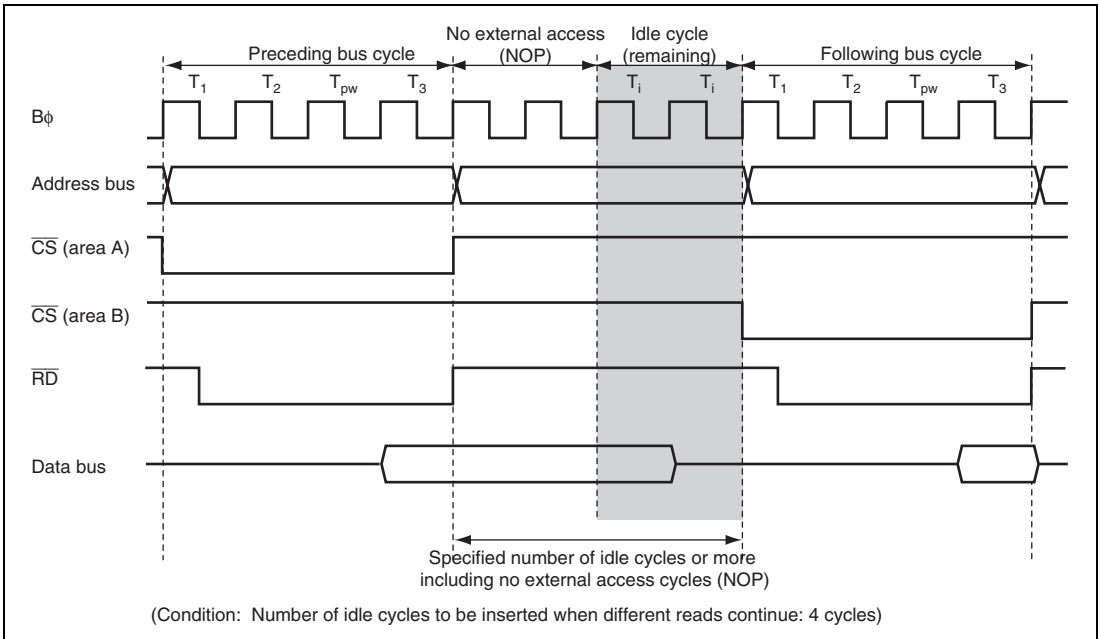 No external access
(NOP)
Idle cycle
(remaining)
Preceding bus cycle
Following bus cycle
T1 T2 Tpw T3 Ti Ti T1 T2 Tpw T3
Bφ
Address bus
C̅S̅ (area A)
C̅S̅ (area B)
R̅D̅
Data bus
Specified number of idle cycles or more
including no external access cycles (NOP)
(Condition: Number of idle cycles to be inserted when different reads continue: 4 cycles)